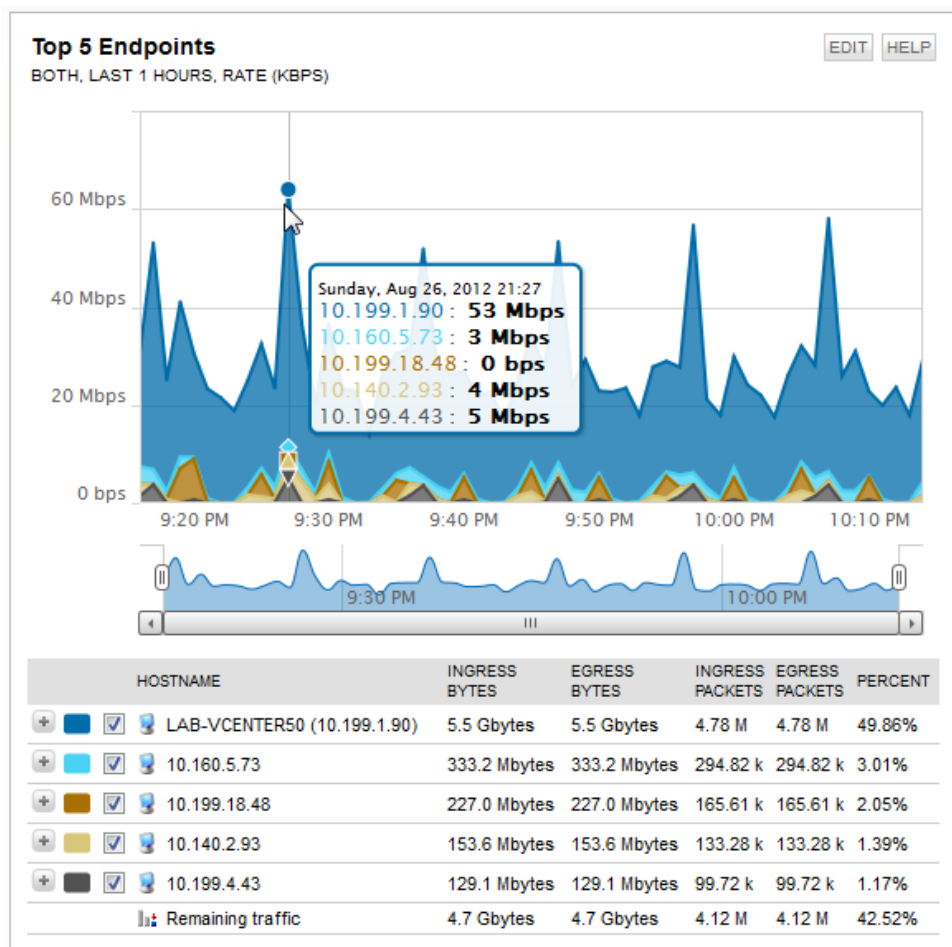 Top 5 Endpoints
EDIT HELP
BOTH, LAST 1 HOURS, RATE (KBPS)
60 Mbps
40 Mbps
20 Mbps
0 bps
Sunday, Aug 26, 2012 21:27
10.199.1.90 : 53 Mbps
10.160.5.73 : 3 Mbps
10.199.18.48 : 0 bps
10.140.2.93 : 4 Mbps
10.199.4.43 : 5 Mbps
9:20 PM 9:30 PM 9:40 PM 9:50 PM 10:00 PM 10:10 PM
9:30 PM 10:00 PM
HOSTNAME INGRESS BYTES EGRESS BYTES INGRESS PACKETS EGRESS PACKETS PERCENT
LAB-VCENTER50 (10.199.1.90) 5.5 Gbytes 5.5 Gbytes 4.78 M 4.78 M 49.86%
10.160.5.73 333.2 Mbytes 333.2 Mbytes 294.82 k 294.82 k 3.01%
10.199.18.48 227.0 Mbytes 227.0 Mbytes 165.61 k 165.61 k 2.05%
10.140.2.93 153.6 Mbytes 153.6 Mbytes 133.28 k 133.28 k 1.39%
10.199.4.43 129.1 Mbytes 129.1 Mbytes 99.72 k 99.72 k 1.17%
Remaining traffic 4.7 Gbytes 4.7 Gbytes 4.12 M 4.12 M 42.52%